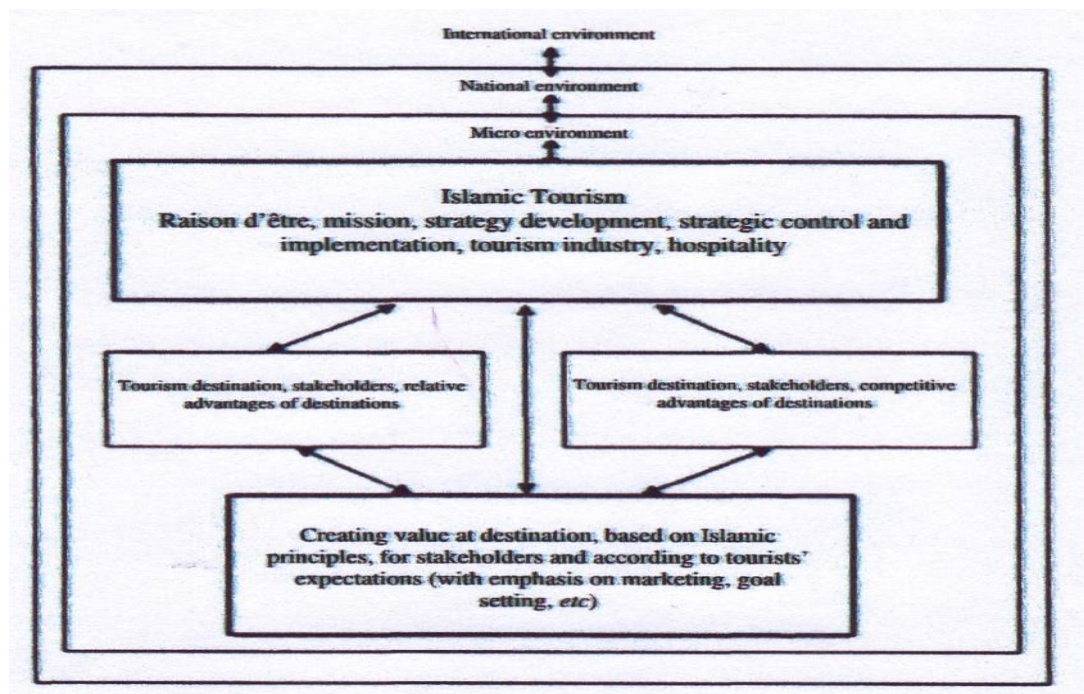 International environment
National environment
Micro environment
Islamic Tourism
Raison d'être, mission, strategy development, strategic control and
implementation, tourism industry, hospitality
Tourism destination, stakeholders, relative
advantages of destinations
Tourism destination, stakeholders, competitive
advantages of destinations
Creating value at destination, based on Islamic
principles, for stakeholders and according to tourists'
expectations (with emphasis on marketing, goal
setting, etc)